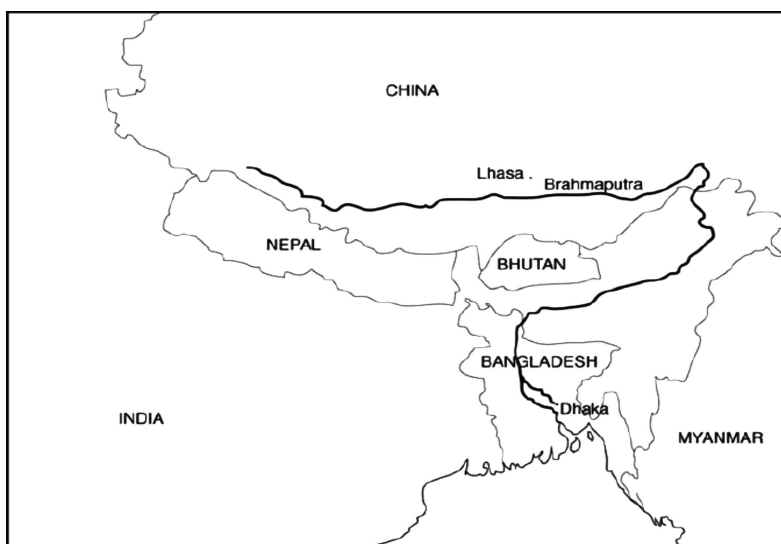 CHINA
Lhasa .
Brahmaputra
NEPAL
BHUTAN
BANGLADESH
Dhaka
INDIA
MYANMAR